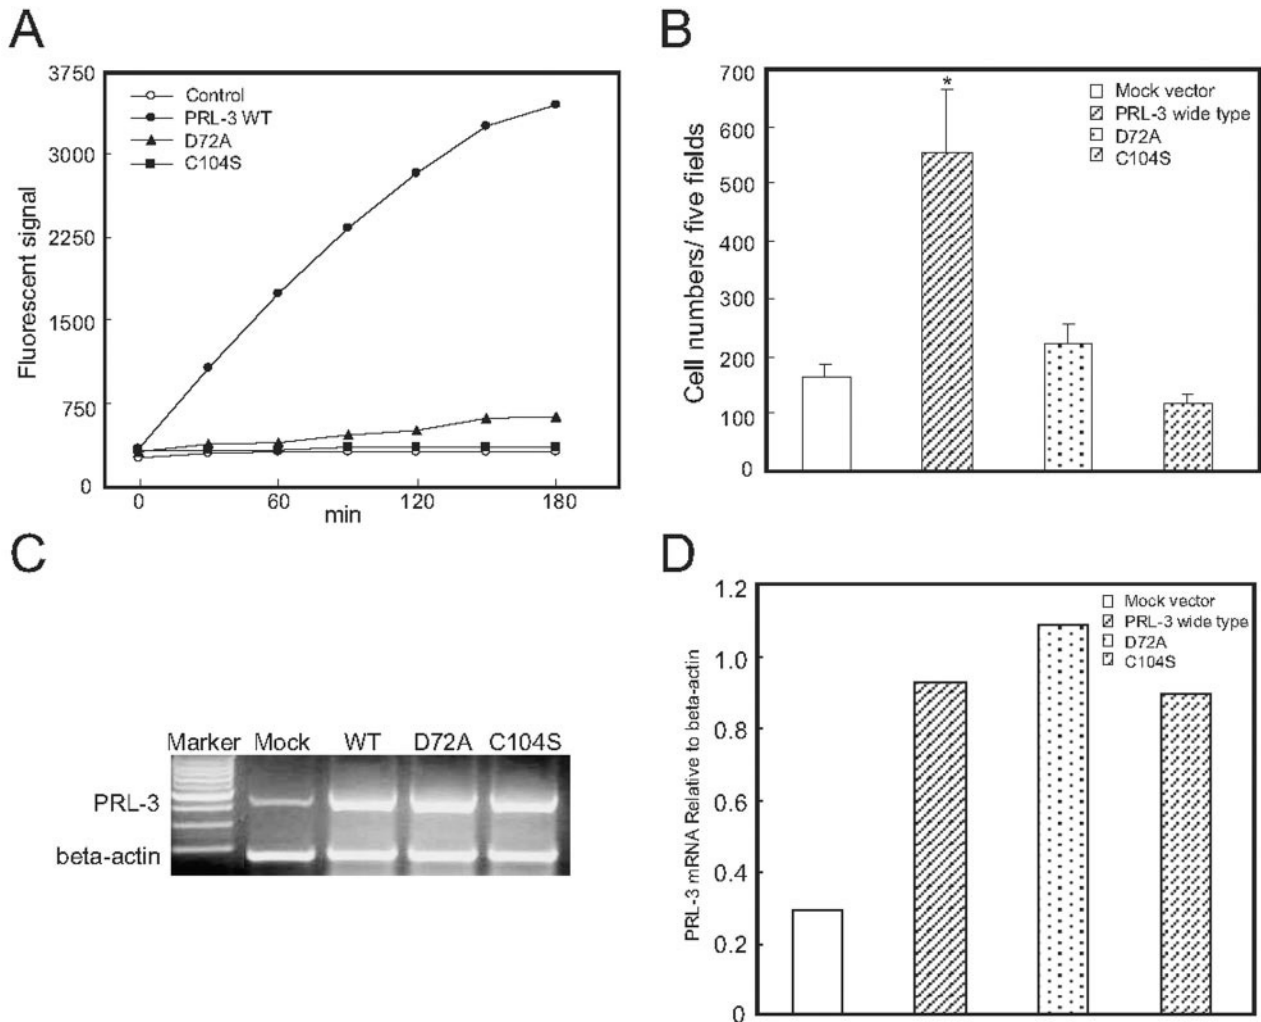 A
3750
3000
2250
1500
750
0
Fluorescent signal
Control
PRL-3 WT
D72A
C104S
0 60 120 180
min
B
700
600
500
400
300
200
100
0
Cell numbers/ five fields
*
Mock vector
PRL-3 wide type
D72A
C104S
C
Marker Mock WT D72A C104S
PRL-3
beta-actin
D
1.2
1.0
0.8
0.6
0.4
0.2
0
PRL-3 mRNA Relative to beta-actin
Mock vector
PRL-3 wide type
D72A
C104S